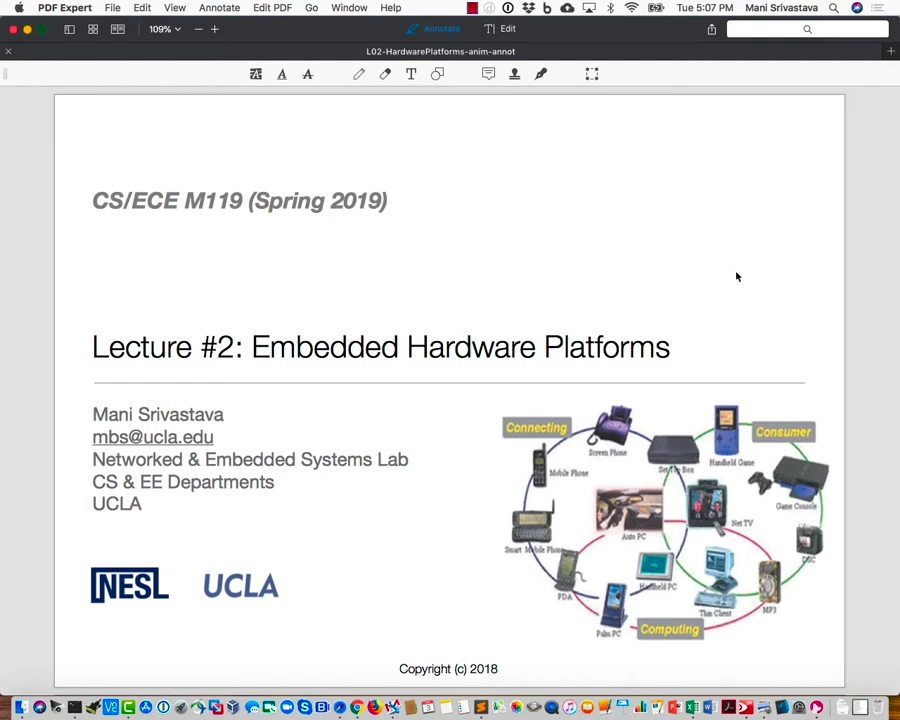 PDF Expert File Edit View Annotate Edit PDF Go Window Help Tue 5:07 PM Mani Srivastava
109% Annotate Edit
L02-HardwarePlatforms-anim-annot
CS/ECE M119 (Spring 2019)
Lecture #2: Embedded Hardware Platforms
Mani Srivastava
mbs@ucla.edu
Networked & Embedded Systems Lab
CS & EE Departments
UCLA
NESL UCLA
Connecting
Consumer
Screen Phone
Mobile Phone
Set Top Box
Handheld Game
Game Console
Auto PC
Net TV
Smart Mobile Phone
DSC
PDA
Handheld PC
Thin Client
MP3
Palm PC
Computing
Copyright (c) 2018